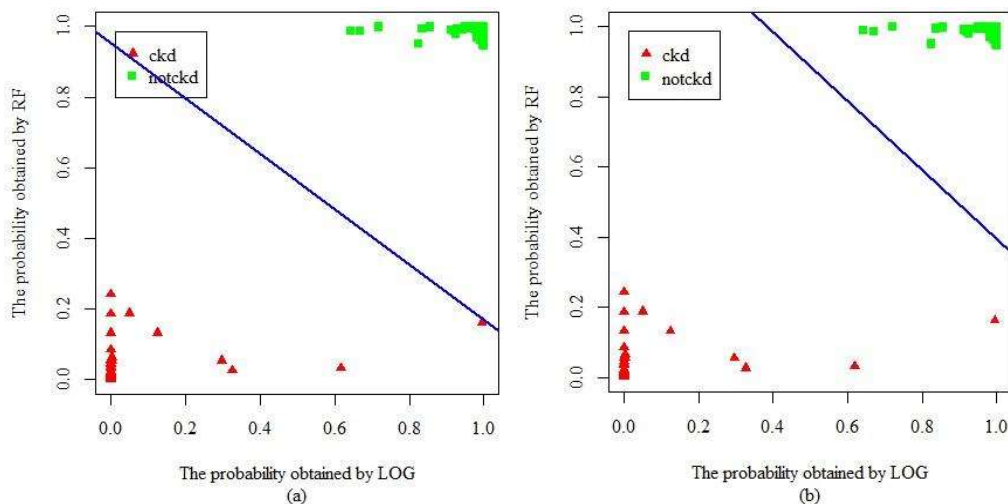 The probability obtained by RF
0.0 0.2 0.4 0.6 0.8 1.0
ckd
notckd
0.0 0.2 0.4 0.6 0.8 1.0
The probability obtained by LOG
(a)
The probability obtained by RF
0.0 0.2 0.4 0.6 0.8 1.0
ckd
notckd
0.0 0.2 0.4 0.6 0.8 1.0
The probability obtained by LOG
(b)